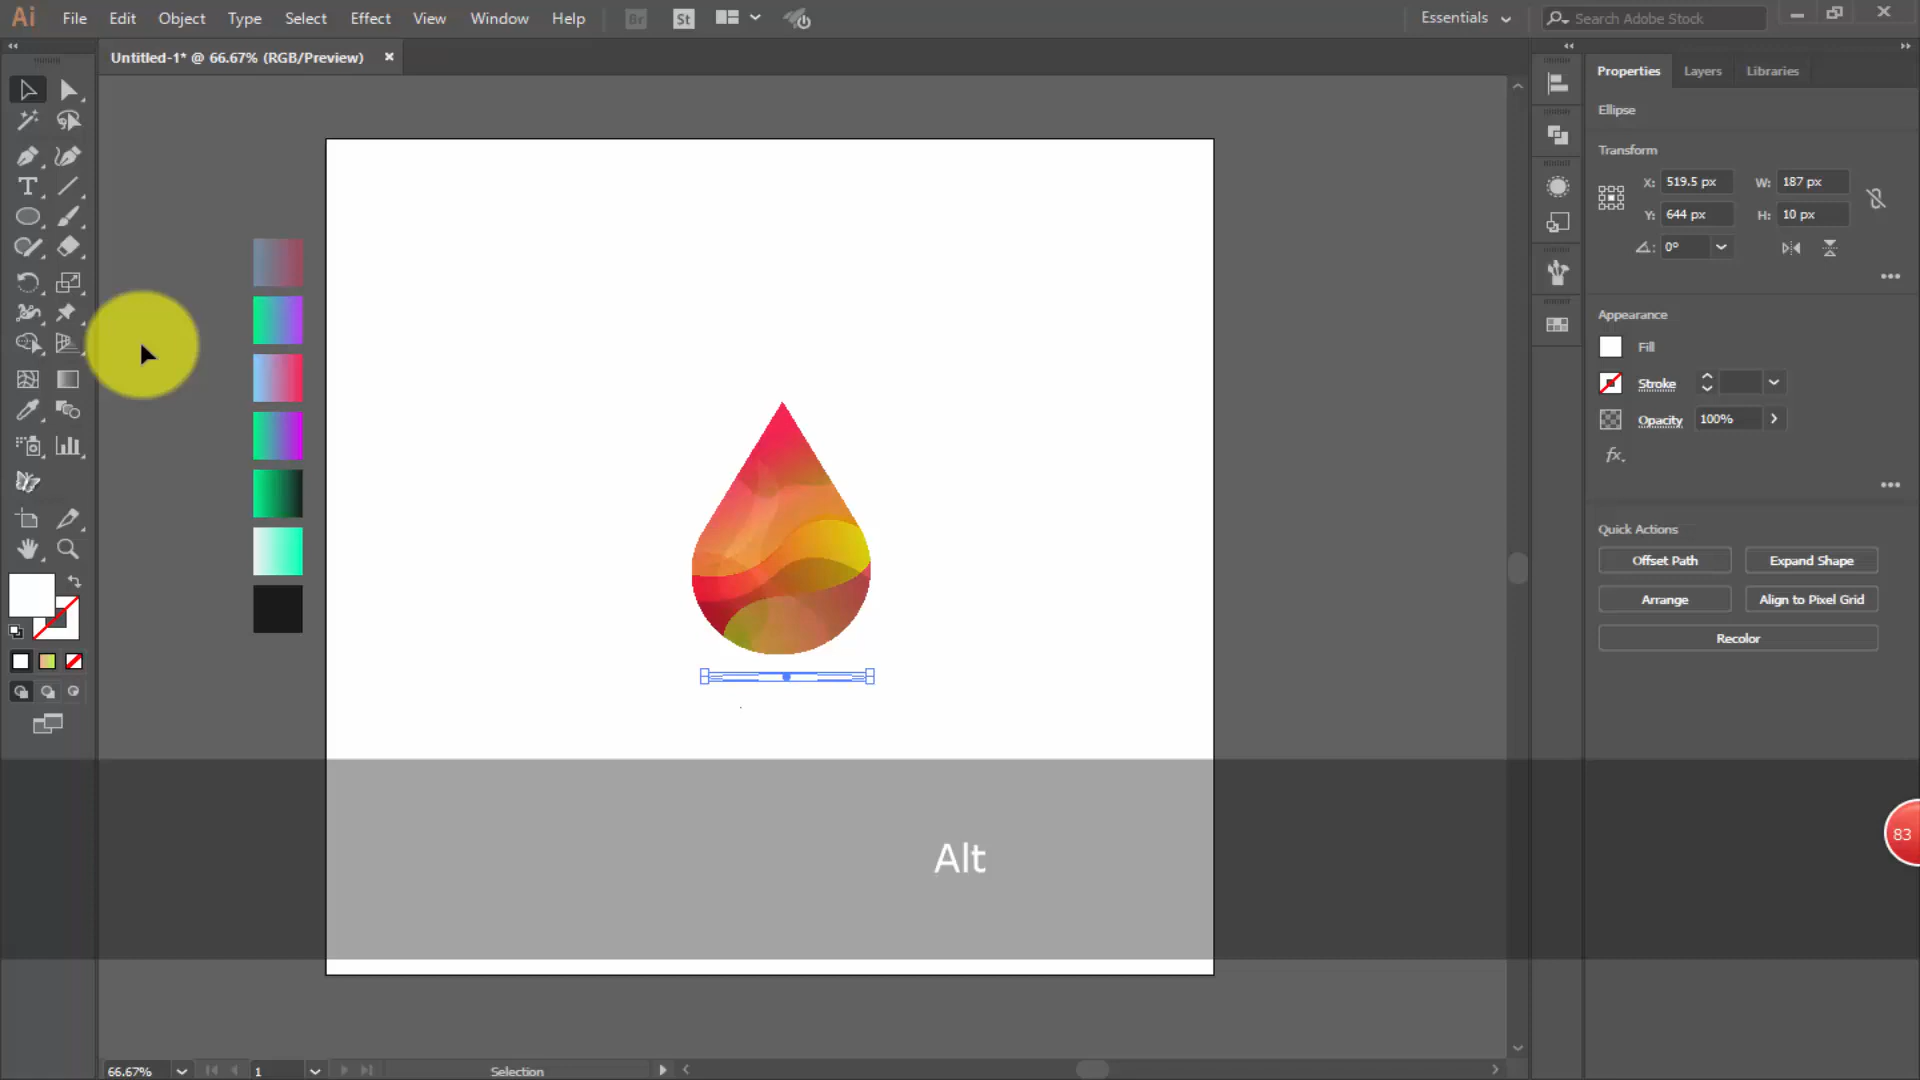 Ai File Edit Object Type Select Effect View Window Help Br St Essentials Search Adobe Stock
Untitled-1* @ 66.67% (RGB/Preview)
Properties Layers Libraries
Ellipse
Transform
X: 519.5 px W: 187 px
Y: 644 px H: 10 px
0°
Appearance
Fill
Stroke
Opacity 100%
fx
Quick Actions
Offset Path Expand Shape
Arrange Align to Pixel Grid
Recolor
T
Alt
83
66.67% 1 Selection